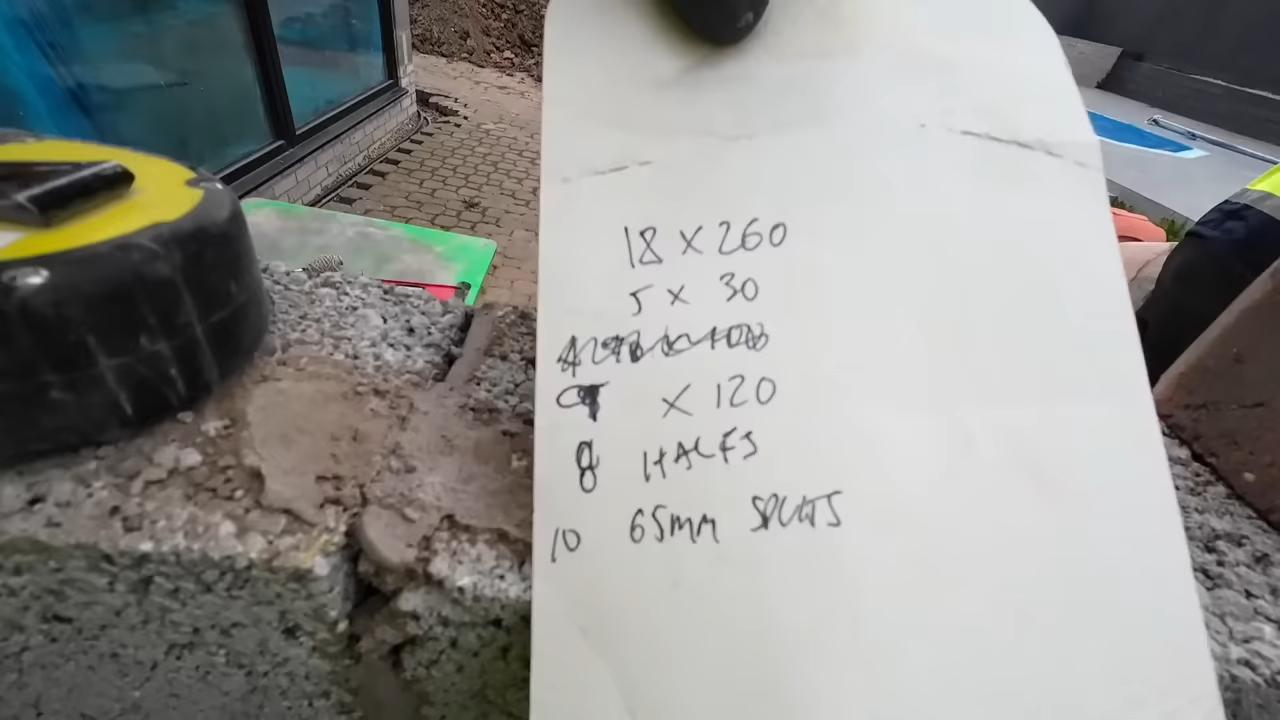 18 x 260
5 x 30
x 120
8 HALFS
10 65mm SPLITS